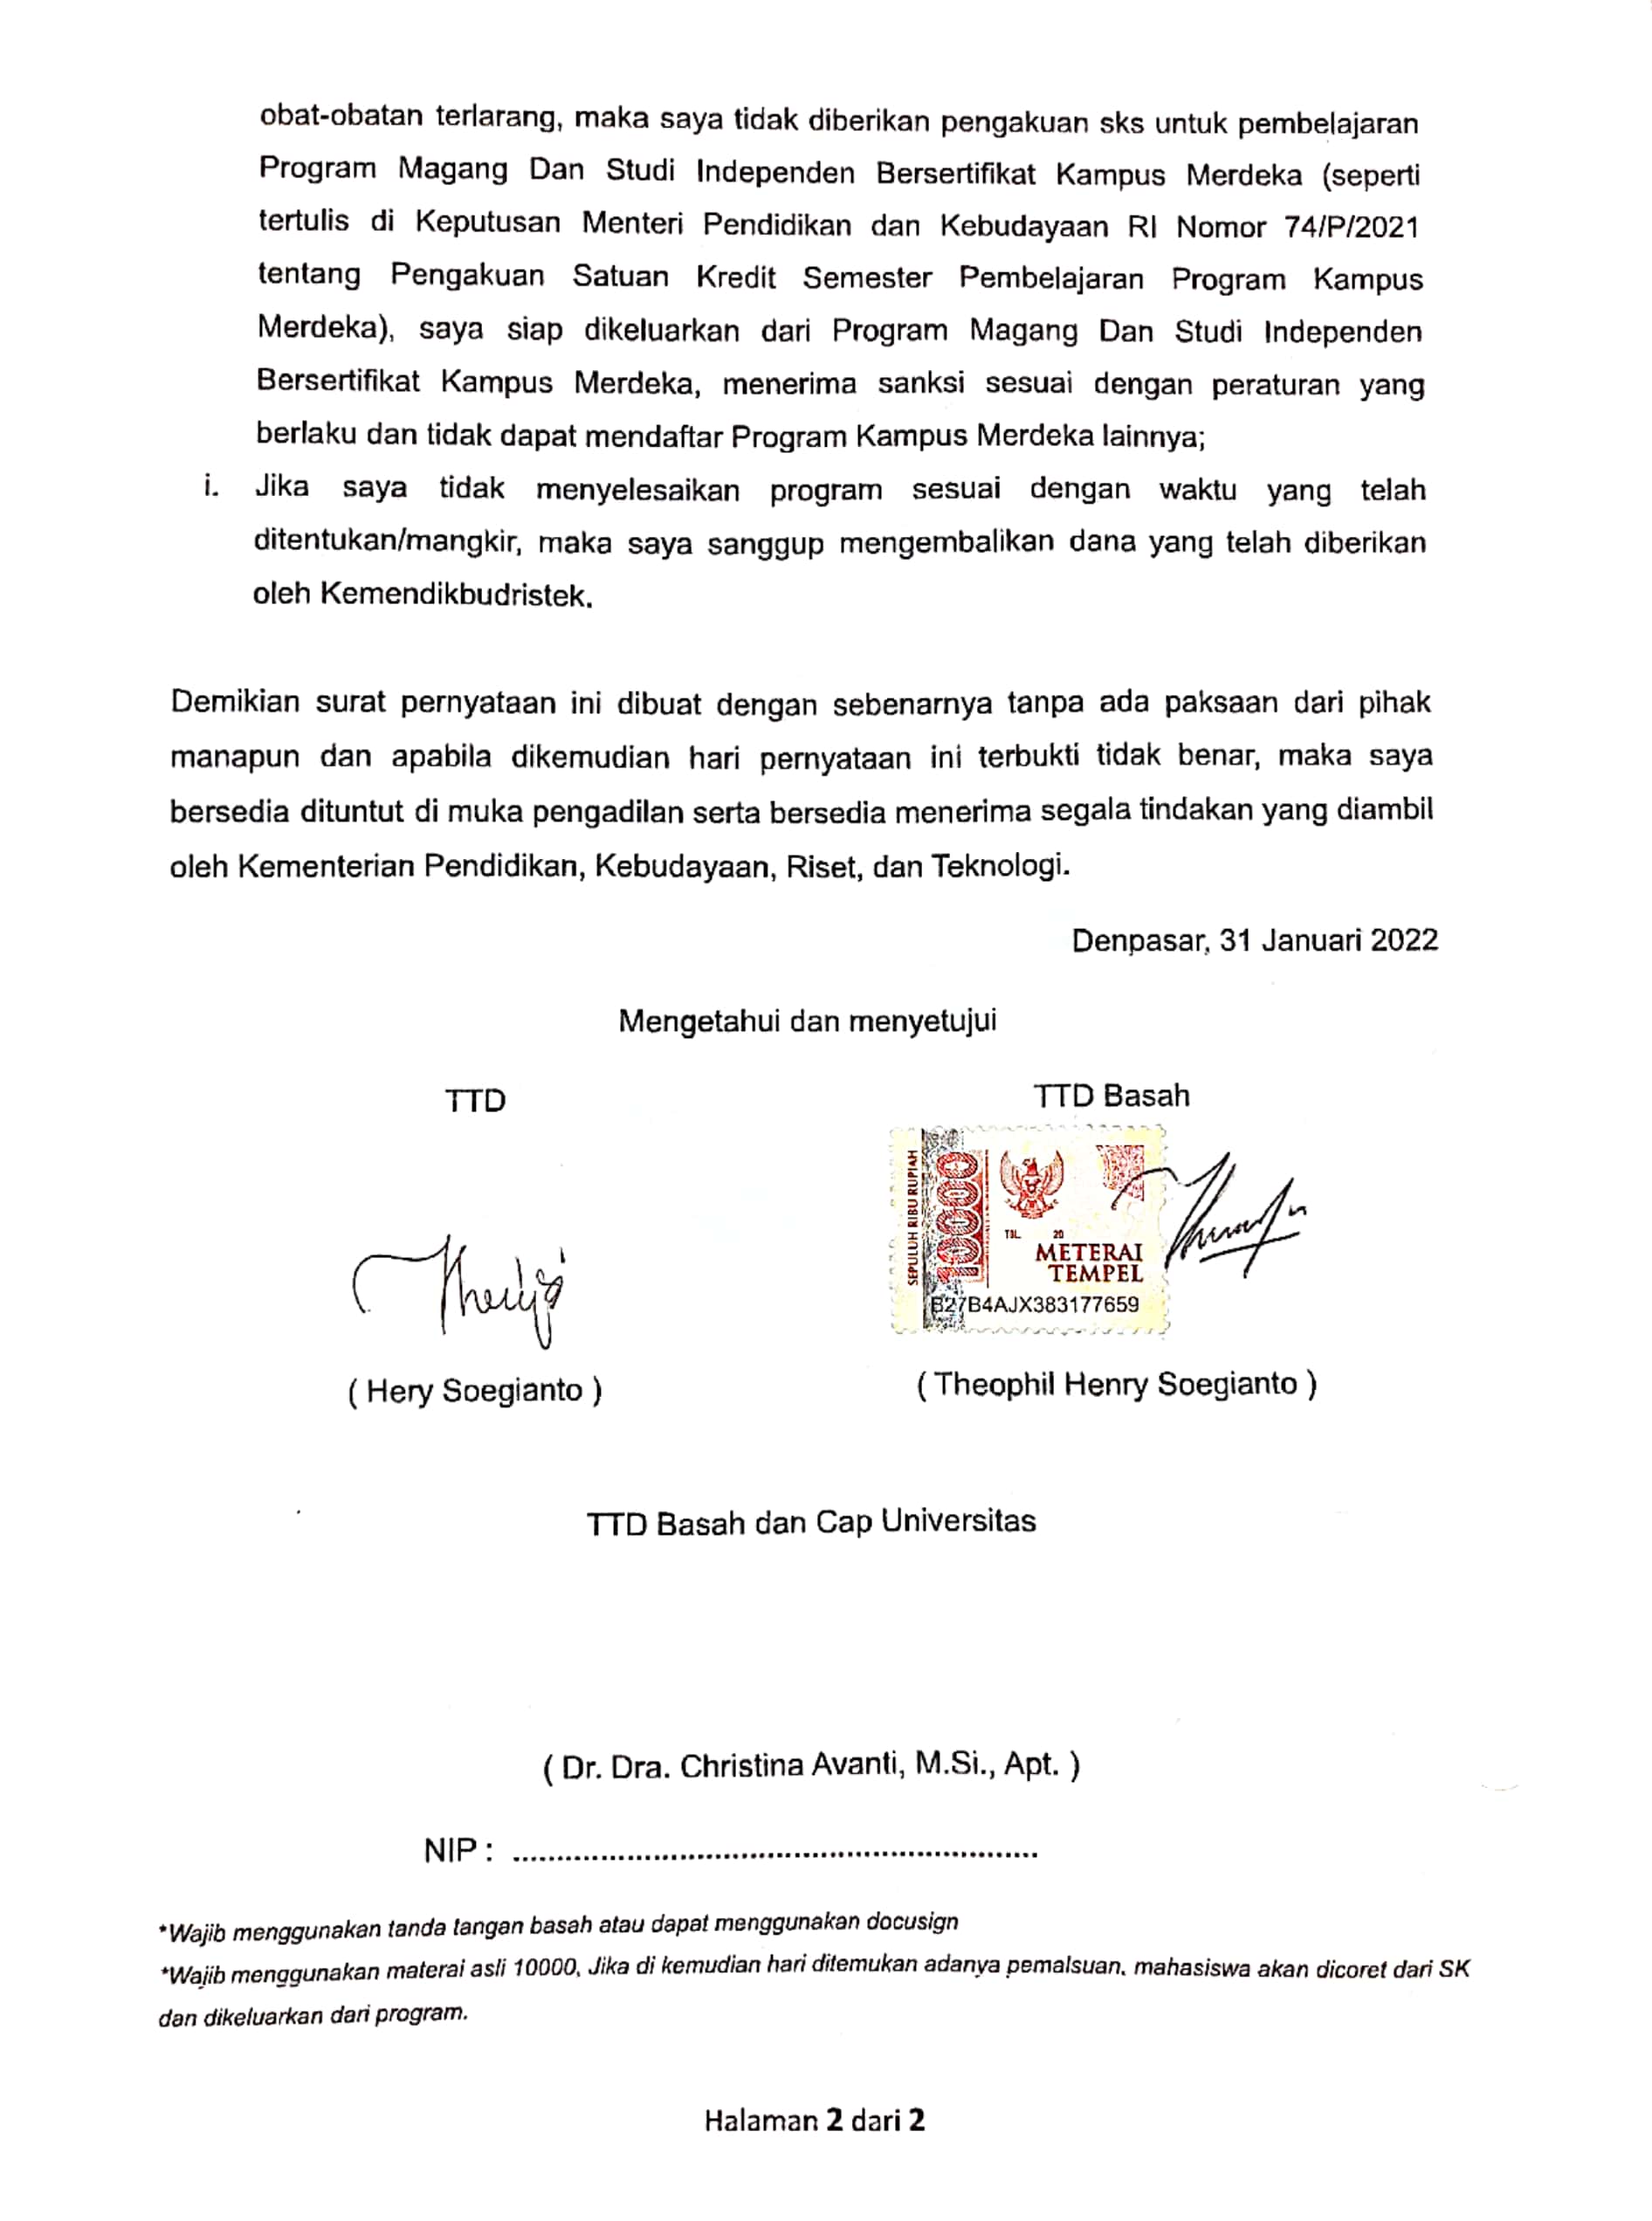 obat-obatan terlarang, maka saya tidak diberikan pengakuan sks untuk pembelajaran
Program Magang Dan Studi Independen Bersertifikat Kampus Merdeka (seperti
tertulis di Keputusan Menteri Pendidikan dan Kebudayaan RI Nomor 74/P/2021
tentang Pengakuan Satuan Kredit Semester Pembelajaran Program Kampus
Merdeka), saya siap dikeluarkan dari Program Magang Dan Studi Independen
Bersertifikat Kampus Merdeka, menerima sanksi sesuai dengan peraturan yang
berlaku dan tidak dapat mendaftar Program Kampus Merdeka lainnya;
i. Jika saya tidak menyelesaikan program sesuai dengan waktu yang telah
ditentukan/mangkir, maka saya sanggup mengembalikan dana yang telah diberikan
oleh Kemendikbudristek.
Demikian surat pernyataan ini dibuat dengan sebenarnya tanpa ada paksaan dari pihak
manapun dan apabila dikemudian hari pernyataan ini terbukti tidak benar, maka saya
bersedia dituntut di muka pengadilan serta bersedia menerima segala tindakan yang diambil
oleh Kementerian Pendidikan, Kebudayaan, Riset, dan Teknologi.
Denpasar, 31 Januari 2022
Mengetahui dan menyetujui
TTD
TTD Basah
SEPULUH RIBU RUPIAH
10000
TGL. 20
METERAI
TEMPEL
B27B4AJX383177659
( Hery Soegianto )
( Theophil Henry Soegianto )
TTD Basah dan Cap Universitas
( Dr. Dra. Christina Avanti, M.Si., Apt. )
NIP : ............................................................
*Wajib menggunakan tanda tangan basah atau dapat menggunakan docusign
*Wajib menggunakan materai asli 10000, Jika di kemudian hari ditemukan adanya pemalsuan, mahasiswa akan dicoret dari SK
dan dikeluarkan dari program.
Halaman 2 dari 2